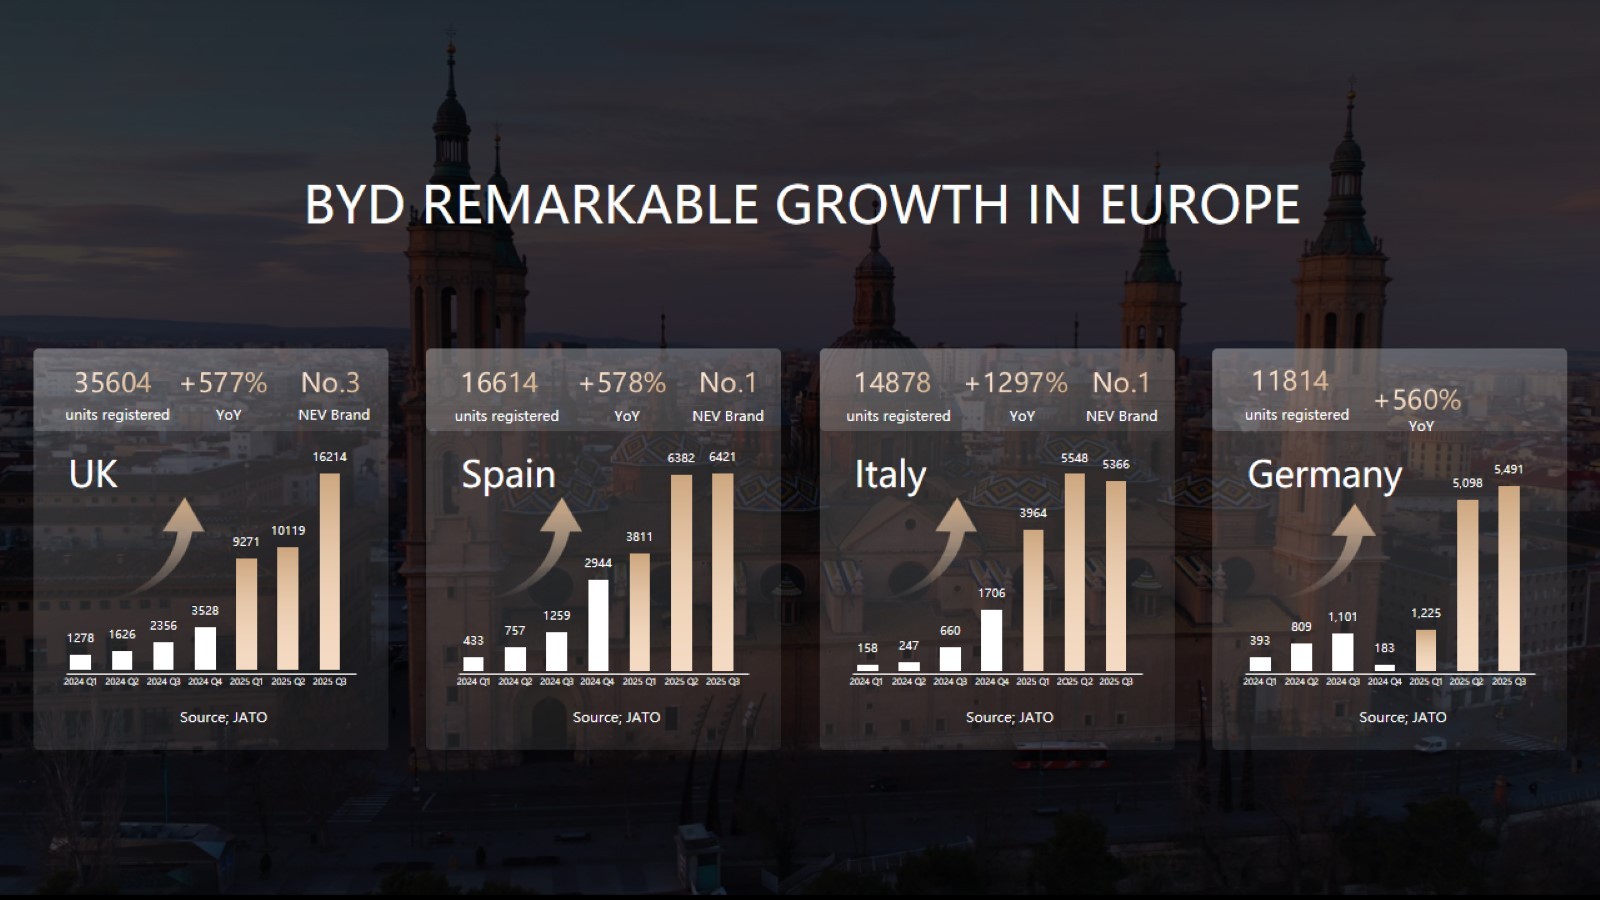 BYD REMARKABLE GROWTH IN EUROPE
35604 +577% No.3
units registered YoY NEV Brand
UK
16214
10119
9271
3528
2356
1626
1278
2024 Q1 2024 Q2 2024 Q3 2024 Q4 2025 Q1 2025 Q2 2025 Q3
Source; JATO
16614 +578% No.1
units registered YoY NEV Brand
Spain
6382 6421
3811
2944
1259
757
433
2024 Q1 2024 Q2 2024 Q3 2024 Q4 2025 Q1 2025 Q2 2025 Q3
Source; JATO
14878 +1297% No.1
units registered YoY NEV Brand
Italy
5548
5366
3964
1706
660
247
158
2024 Q1 2024 Q2 2024 Q3 2024 Q4 2025 Q1 2025 Q2 2025 Q3
Source; JATO
11814
+560%
units registered
YoY
Germany
5,491
5,098
1,225
1,101
809
393
183
2024 Q1 2024 Q2 2024 Q3 2024 Q4 2025 Q1 2025 Q2 2025 Q3
Source; JATO